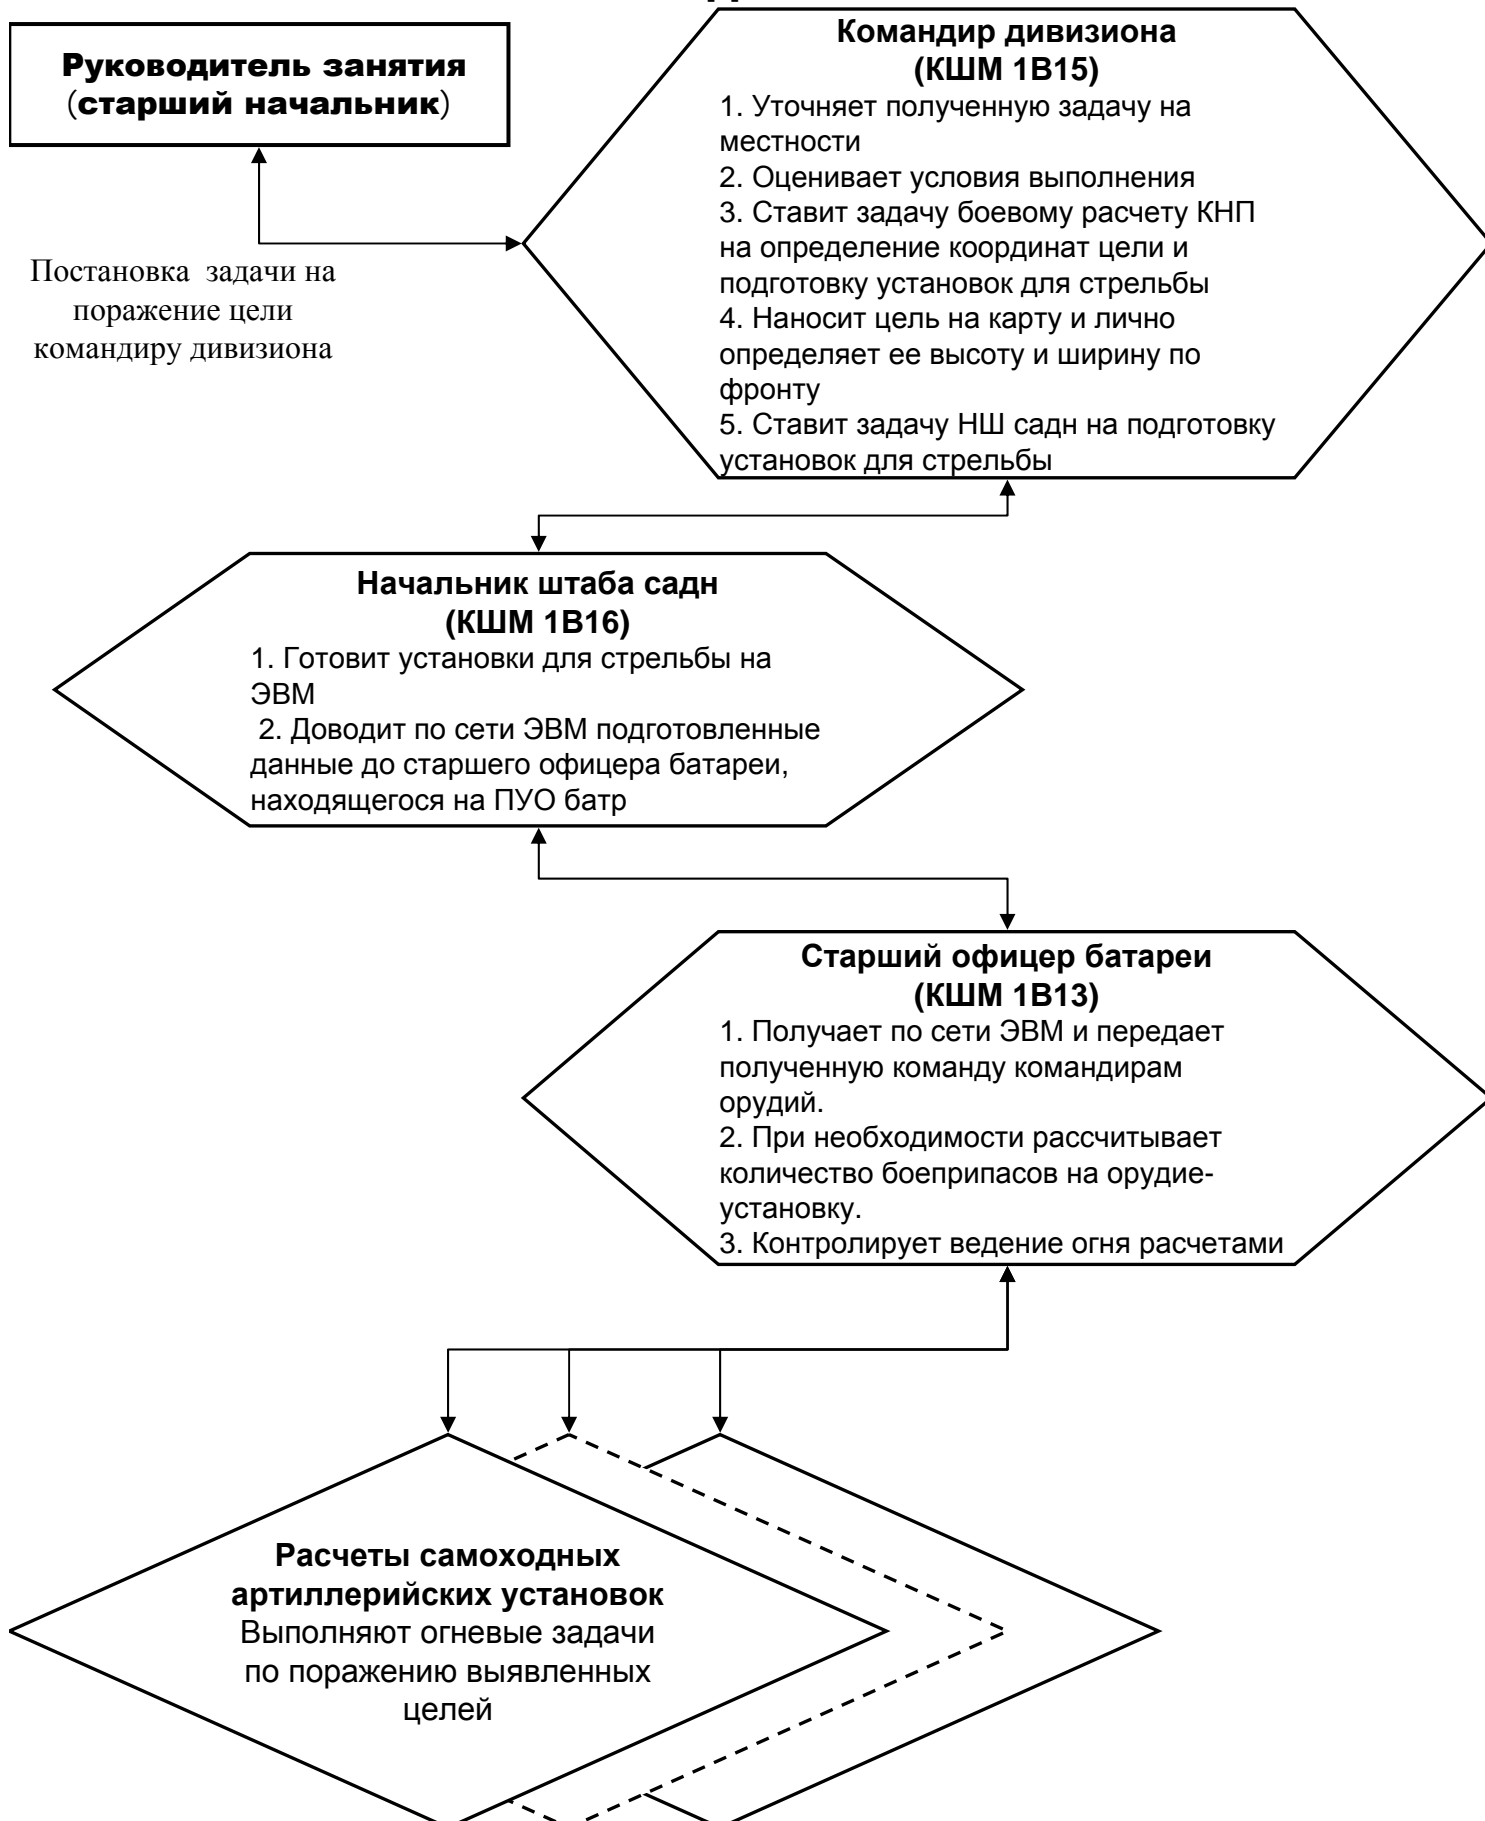 Руководитель занятия
(старший начальник)
Постановка задачи на
поражение цели
командиру дивизиона
Командир дивизиона
(КШМ 1В15)
1. Уточняет полученную задачу на
местности
2. Оценивает условия выполнения
3. Ставит задачу боевому расчету КНП
на определение координат цели и
подготовку установок для стрельбы
4. Наносит цель на карту и лично
определяет ее высоту и ширину по
фронту
5. Ставит задачу НШ садн на подготовку
установок для стрельбы
Начальник штаба садн
(КШМ 1В16)
1. Готовит установки для стрельбы на
ЭВМ
2. Доводит по сети ЭВМ подготовленные
данные до старшего офицера батареи,
находящегося на ПУО батр
Старший офицер батареи
(КШМ 1В13)
1. Получает по сети ЭВМ и передает
полученную команду командирам
орудий.
2. При необходимости рассчитывает
количество боеприпасов на орудие-
установку.
3. Контролирует ведение огня расчетами
Расчеты самоходных
артиллерийских установок
Выполняют огневые задачи
по поражению выявленных
целей